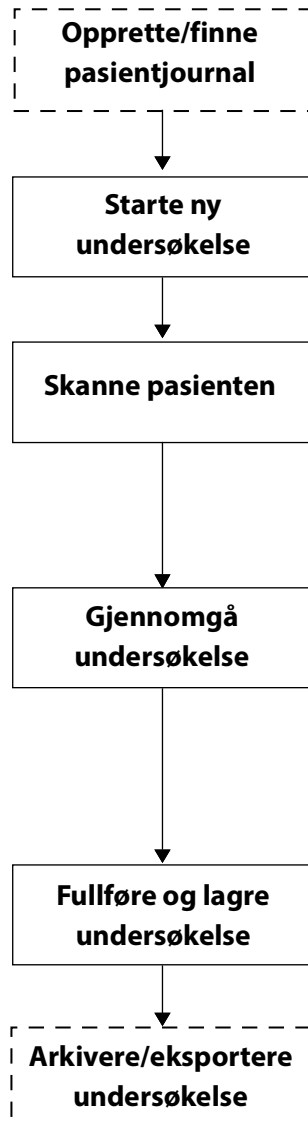 Opprette/finne
pasientjournal
Starte ny
undersøkelse
Skanne pasienten
Gjennomgå
undersøkelse
Fullføre og lagre
undersøkelse
Arkivere/eksportere
undersøkelse